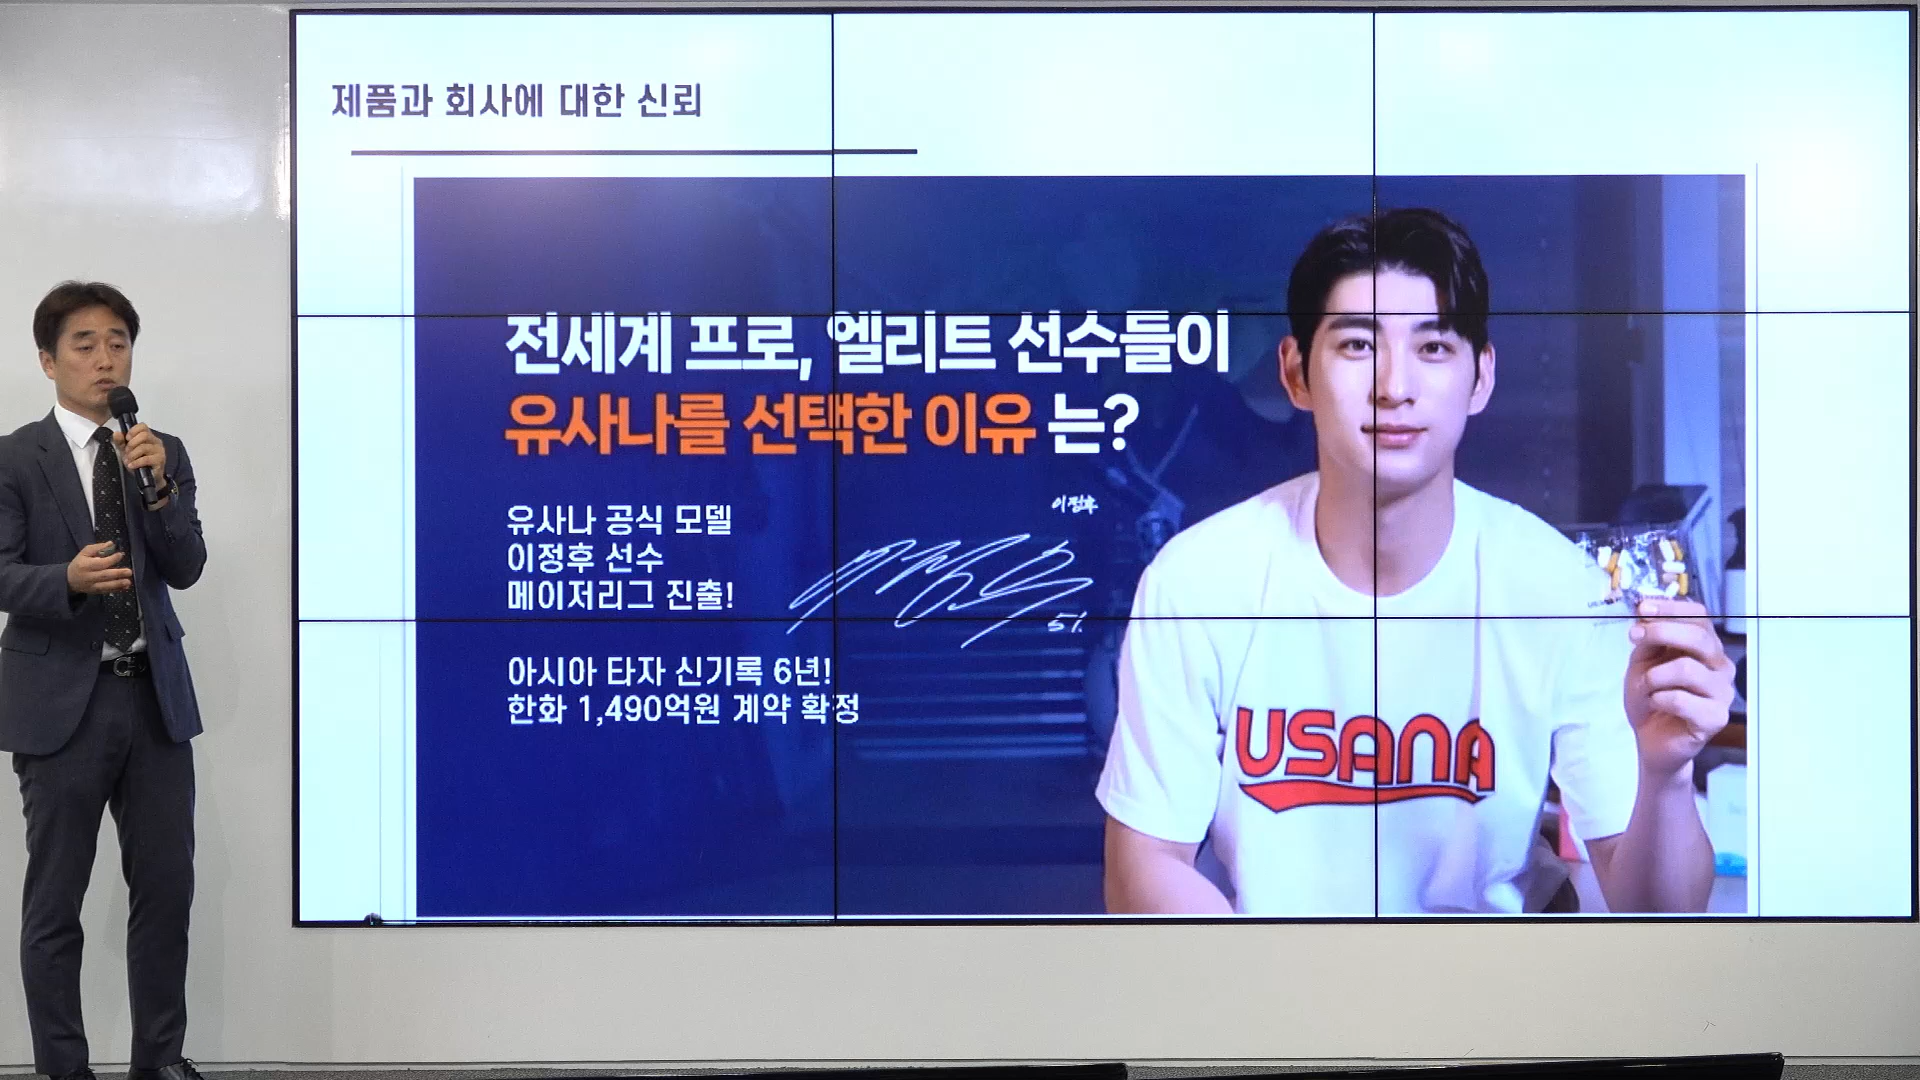 제품과 회사에 대한 신뢰
전세계 프로, 엘리트 선수들이
유사나를 선택한 이유 는?
유사나 공식 모델
이정후 선수
메이저리그 진출!
이정후
51.
아시아 타자 신기록 6년!
한화 1,490억원 계약 확정
USANA